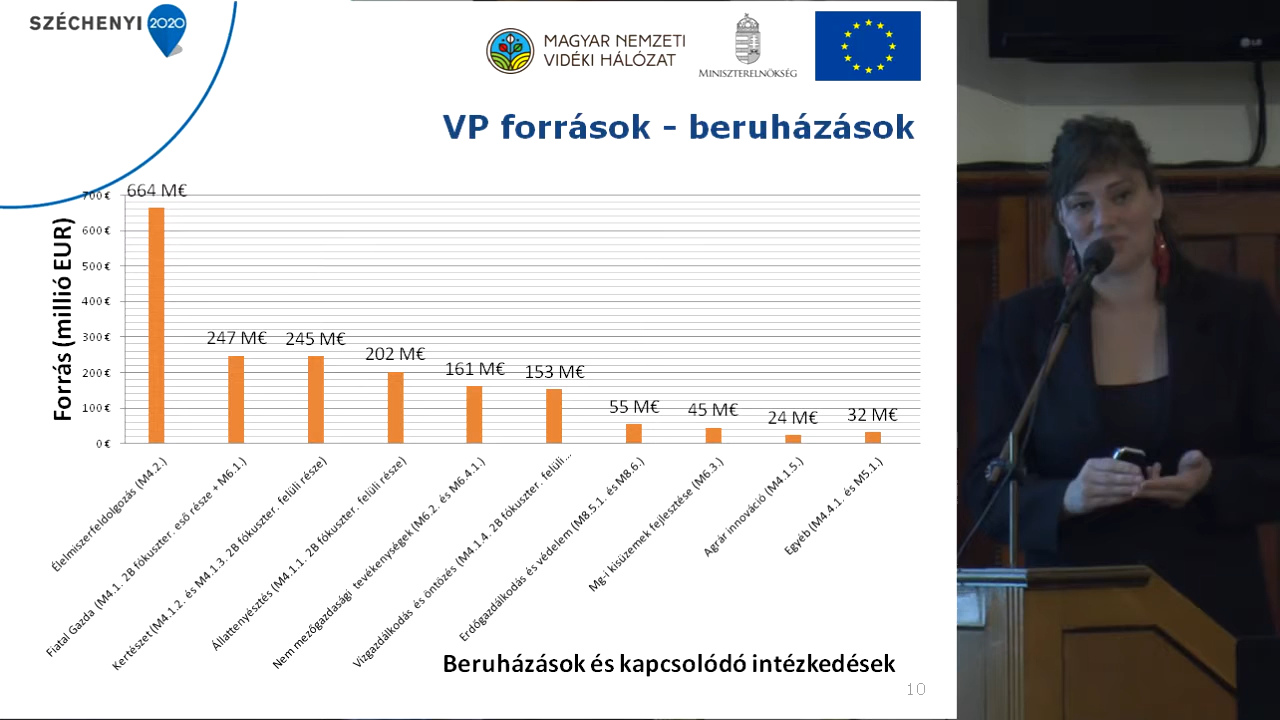 SZÉCHENYI 2020
MAGYAR NEMZETI
VIDÉKI HÁLÓZAT
MINISZTERELNÖKSÉG
LG
VP források - beruházások
Forrás (millió EUR)
700 €
600 €
500 €
400 €
300 €
200 €
100 €
0 €
664 M€
247 M€
245 M€
202 M€
161 M€
153 M€
55 M€
45 M€
24 M€
32 M€
Élelmiszerfeldolgozás (M4.2.)
Fiatal Gazda (M4.1. 2B fókuszter. eső része + M6.1.)
Kertészet (M4.1.2. és M4.1.3. 2B fókuszter. felüli része)
Állattenyésztés (M4.1.1. 2B fókuszter. felüli része)
Nem mezőgazdasági tevékenységek (M6.2. és M6.4.1.)
Vízgazdálkodás és öntözés (M4.1.4. 2B fókuszter. felüli...
Erdőgazdálkodás és védelem (M8.5.1. és M8.6.)
Mg-i kisüzemek fejlesztése (M6.3.)
Agrár innováció (M4.1.5.)
Egyéb (M4.4.1. és M5.1.)
Beruházások és kapcsolódó intézkedések
10